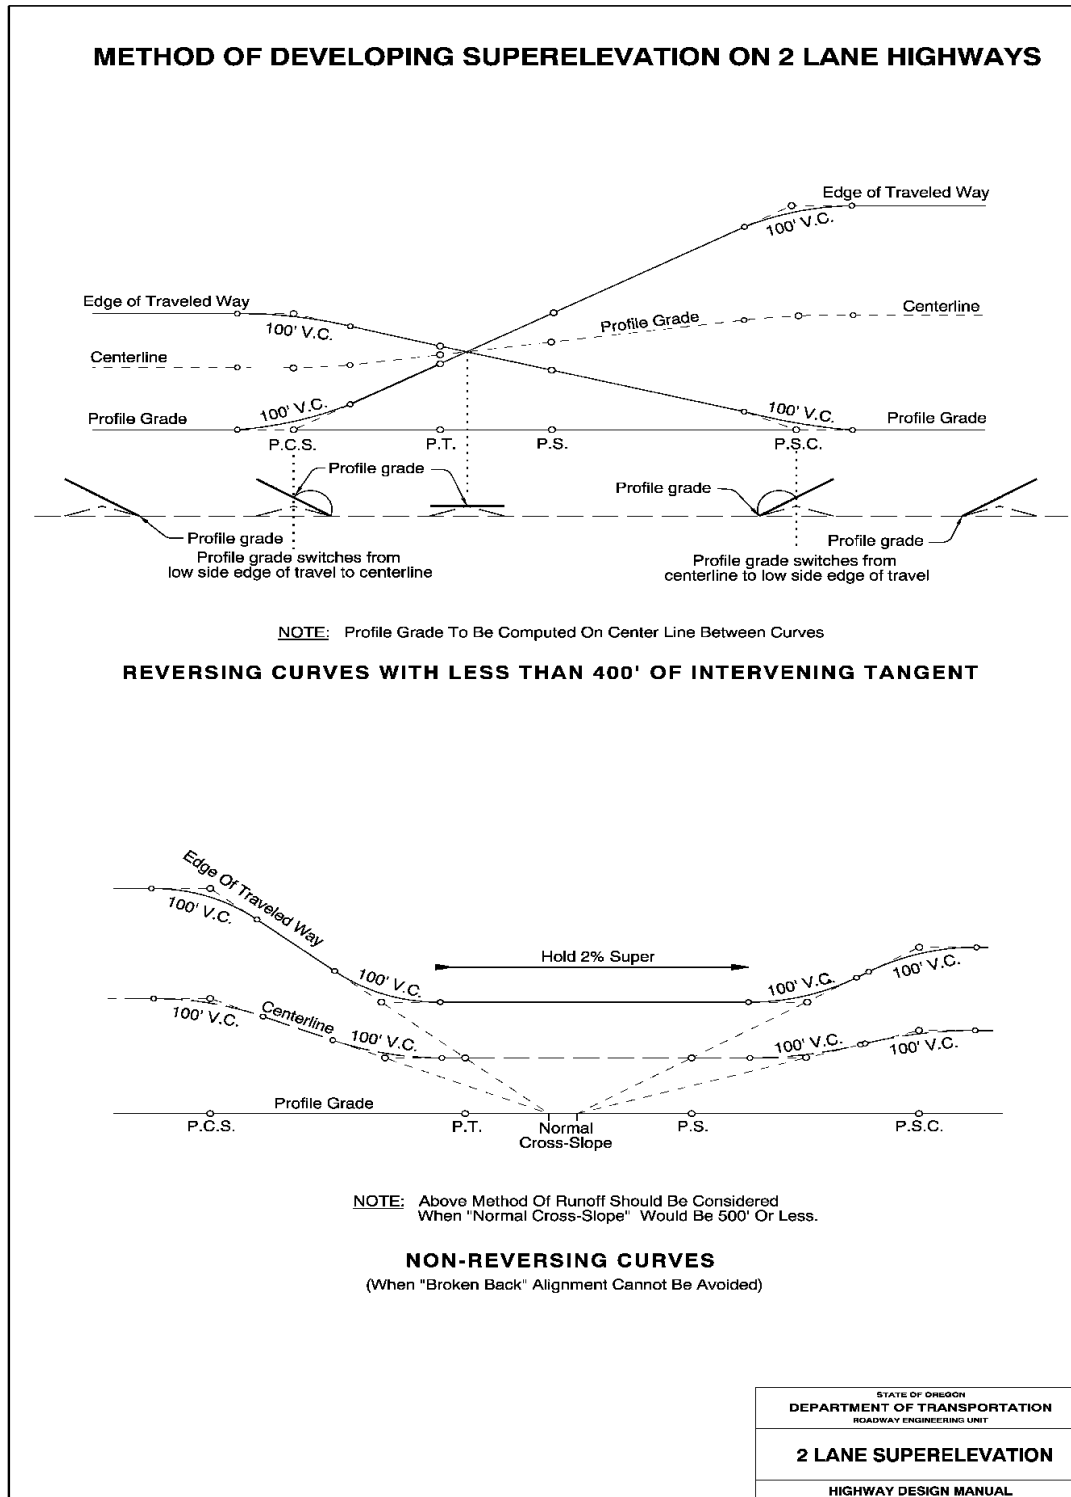 METHOD OF DEVELOPING SUPERELEVATION ON 2 LANE HIGHWAYS
Edge of Traveled Way
100' V.C.
Edge of Traveled Way
100' V.C.
Profile Grade
Centerline
Centerline
100' V.C.
Profile Grade
100' V.C.
Profile Grade
P.C.S.
P.T.
P.S.
P.S.C.
Profile grade
Profile grade
Profile grade
Profile grade
Profile grade switches from
low side edge of travel to centerline
Profile grade switches from
centerline to low side edge of travel
NOTE: Profile Grade To Be Computed On Center Line Between Curves
REVERSING CURVES WITH LESS THAN 400' OF INTERVENING TANGENT
Edge Of Traveled Way
100' V.C.
100' V.C.
Hold 2% Super
100' V.C.
100' V.C.
100' V.C.
Centerline
100' V.C.
100' V.C.
100' V.C.
Profile Grade
P.C.S.
P.T.
Normal
Cross-Slope
P.S.
P.S.C.
NOTE: Above Method Of Runoff Should Be Considered
When "Normal Cross-Slope" Would Be 500' Or Less.
NON-REVERSING CURVES
(When "Broken Back" Alignment Cannot Be Avoided)
STATE OF OREGON
DEPARTMENT OF TRANSPORTATION
ROADWAY ENGINEERING UNIT
2 LANE SUPERELEVATION
HIGHWAY DESIGN MANUAL